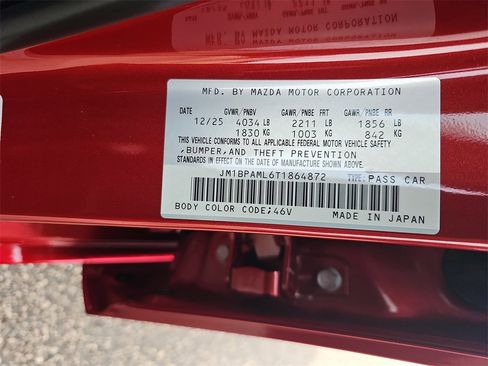 MFD. BY MAZDA MOTOR CORPORATION
DATE GVWR/PNBV GAWR/PNBE FRT GAWR/PNBE RR
12/25 4034 LB 2211 LB 1856 LB
1830 KG 1003 KG 842 KG
THIS VEHICLE CONFORMS TO ALL APPLICABLE FEDERAL MOTOR VEHICLE SAFETY
,BUMPER,AND THEFT PREVENTION
STANDARDS IN EFFECT ON THE DATE OF MANUFACTURE SHOWN ABOVE.
JM1BPAML6T1864872 TYPE:PASS CAR
BODY COLOR CODE;46V MADE IN JAPAN